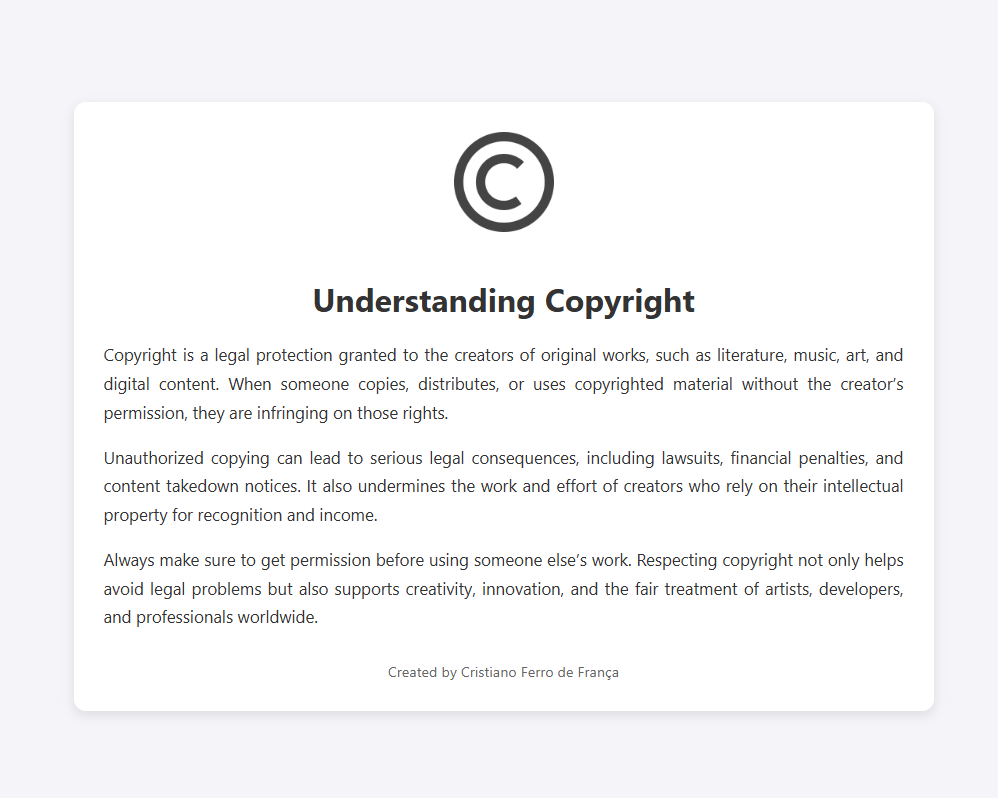 ©
Understanding Copyright
Copyright is a legal protection granted to the creators of original works, such as literature, music, art, and
digital content. When someone copies, distributes, or uses copyrighted material without the creator’s
permission, they are infringing on those rights.
Unauthorized copying can lead to serious legal consequences, including lawsuits, financial penalties, and
content takedown notices. It also undermines the work and effort of creators who rely on their intellectual
property for recognition and income.
Always make sure to get permission before using someone else’s work. Respecting copyright not only helps
avoid legal problems but also supports creativity, innovation, and the fair treatment of artists, developers,
and professionals worldwide.
Created by Cristiano Ferro de França